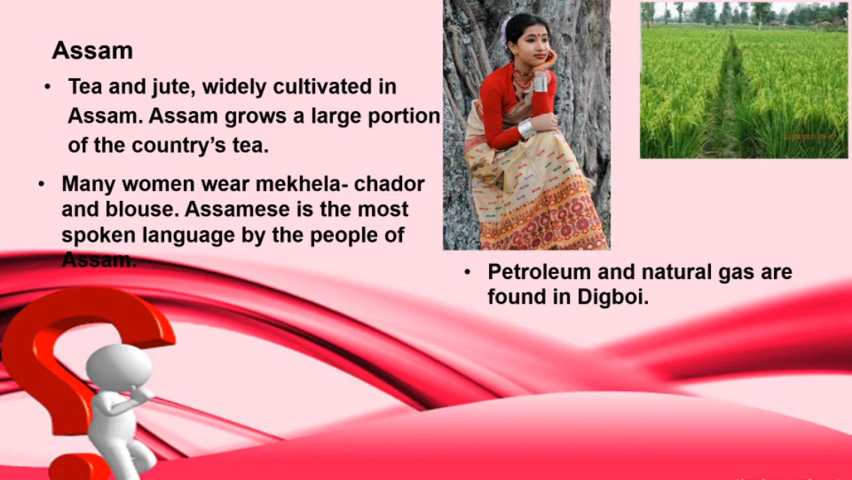 Assam
• Tea and jute, widely cultivated in
Assam. Assam grows a large portion
of the country's tea.
• Many women wear mekhela- chador
and blouse. Assamese is the most
spoken language by the people of
Assam.
• Petroleum and natural gas are
found in Digboi.